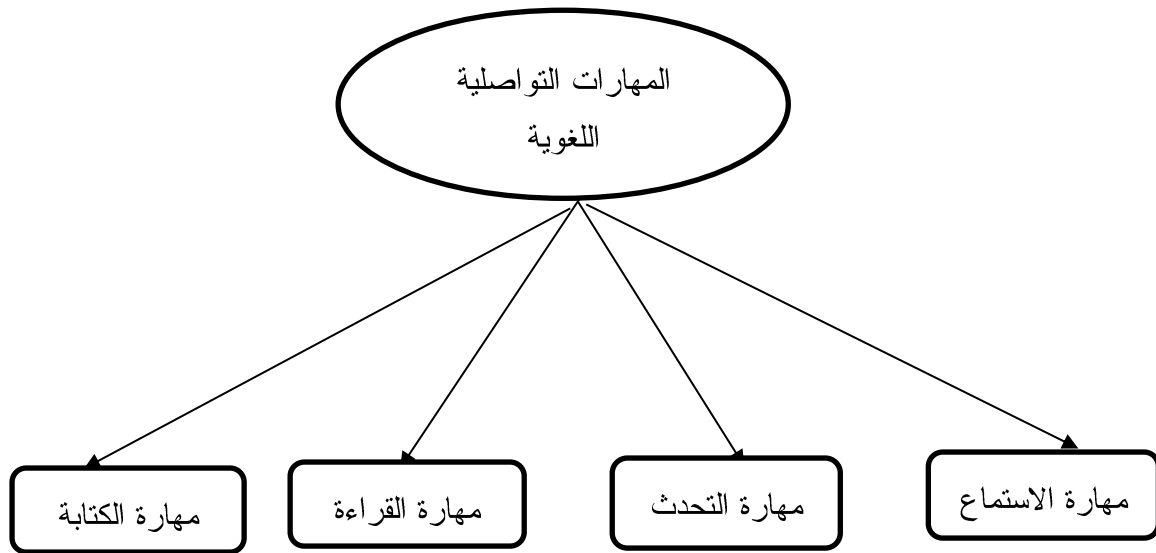 المهارات التواصلية
اللغوية
مهارة الاستماع
مهارة التحدث
مهارة القراءة
مهارة الكتابة